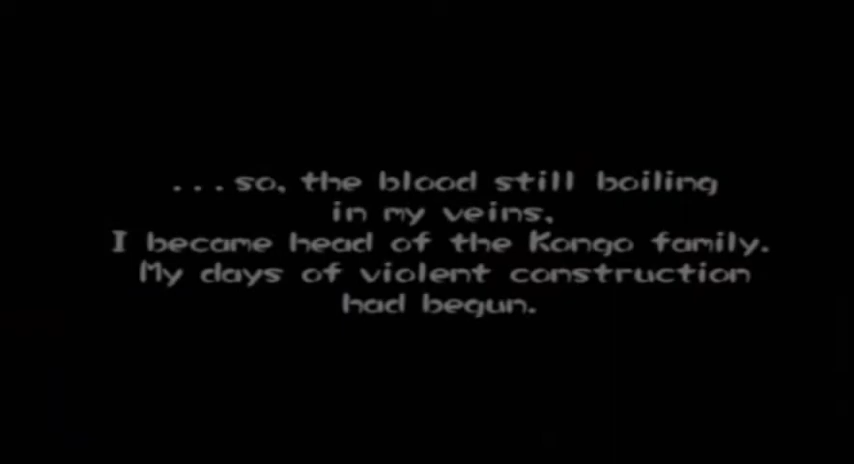 ...so, the blood still boiling
in my veins,
I became head of the Kongo family.
My days of violent construction
had begun.